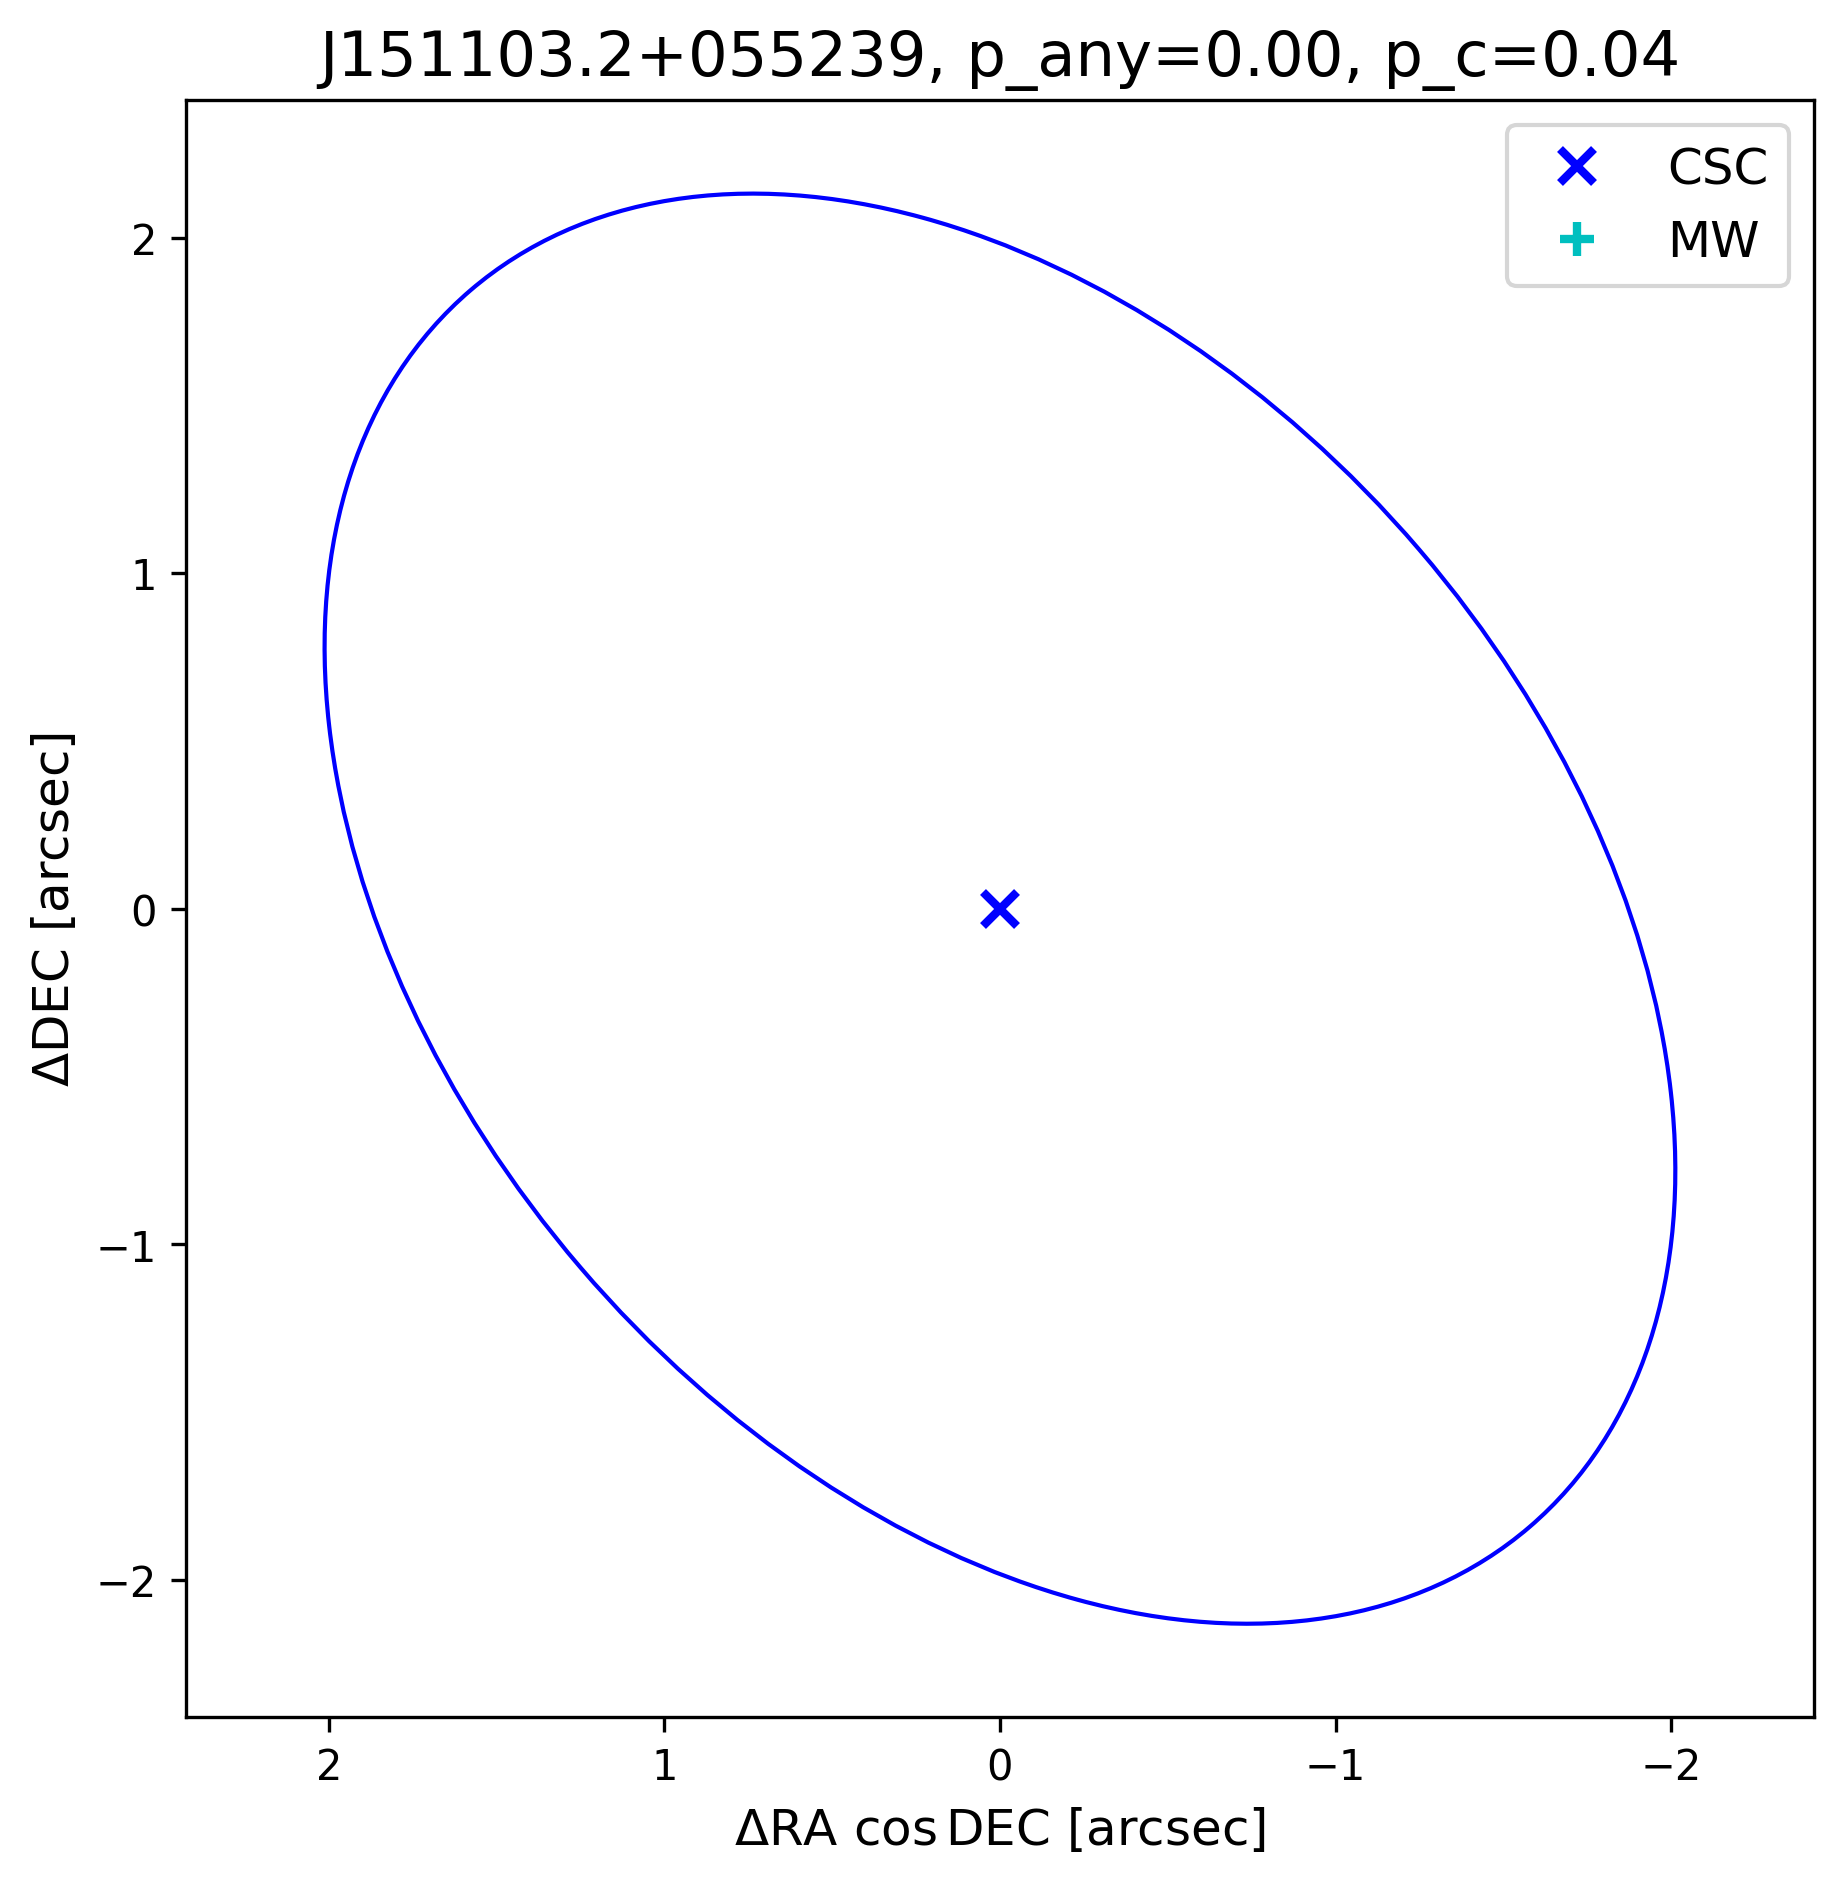 J151103.2+055239, p_any=0.00, p_c=0.04
CSC
MW
2
1
0
−1
−2
ΔDEC [arcsec]
2
1
0
−1
−2
ΔRA cos DEC [arcsec]